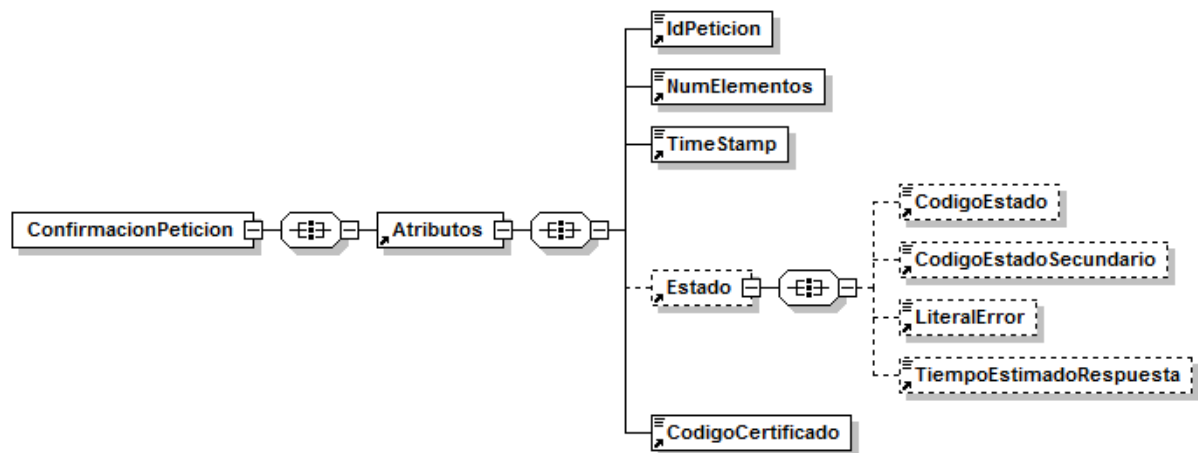 IdPeticion
NumElementos
TimeStamp
CodigoEstado
ConfirmacionPeticion
Atributos
CodigoEstadoSecundario
Estado
LiteralError
TiempoEstimadoRespuesta
CodigoCertificado